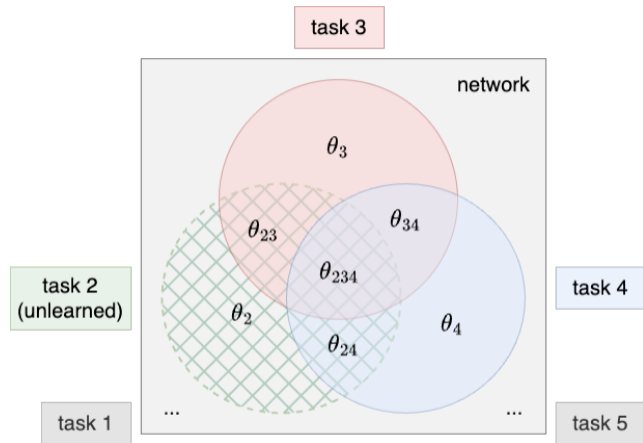 task 3
network
θ3
θ23
θ34
θ234
task 2
(unlearned)
θ2
θ24
θ4
task 4
task 1
...
...
task 5